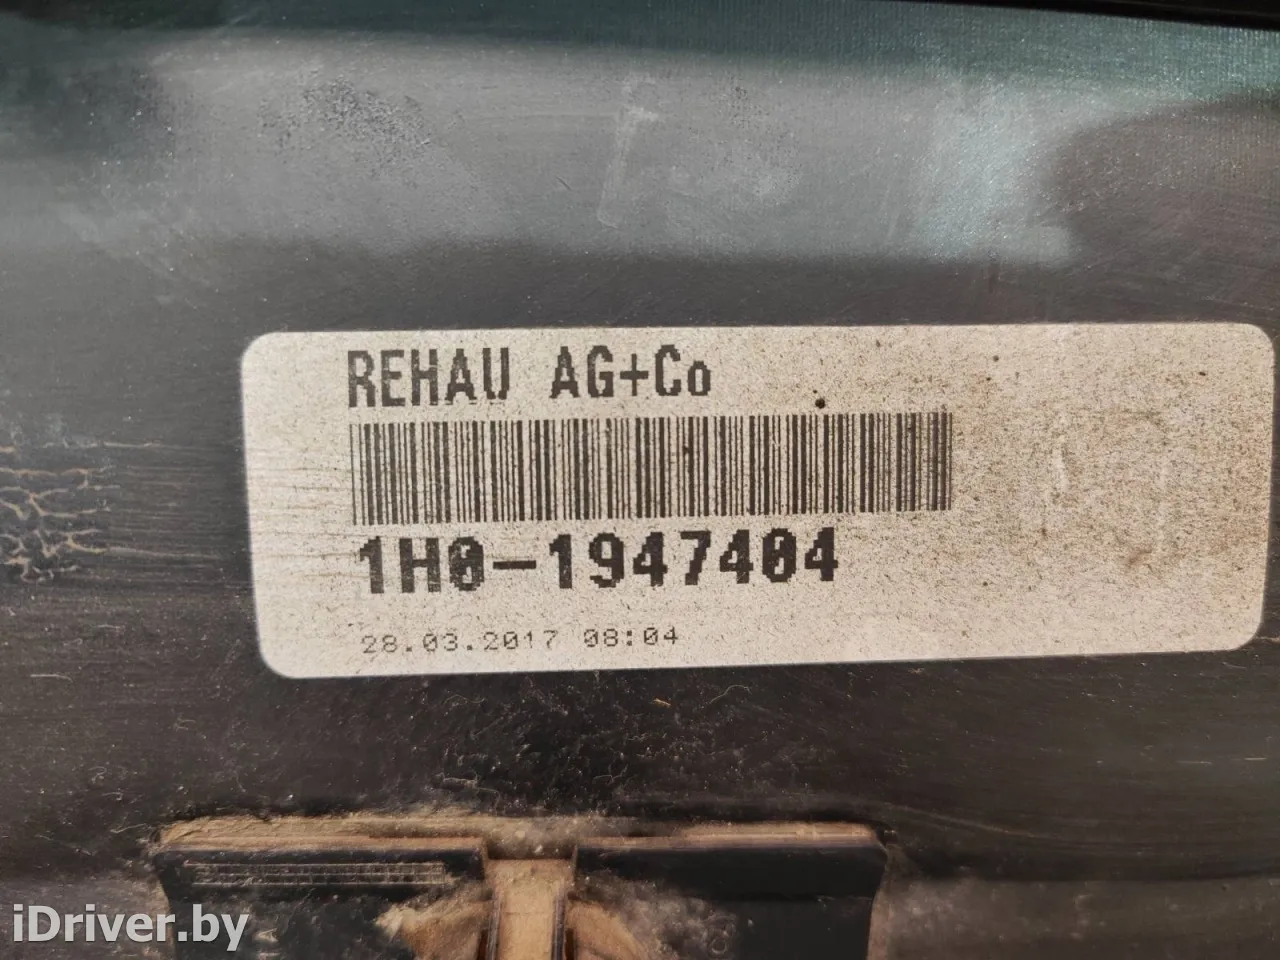 REHAU AG+Co
1H0-1947404
28.03.2017 08:04
iDriver.by